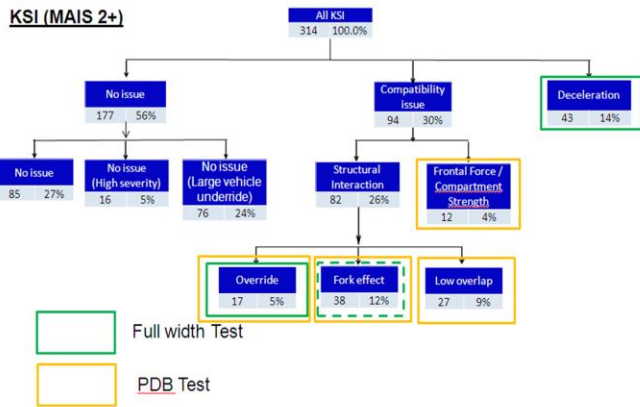 KSI (MAIS 2+)
All KSI
314 100.0%
No issue
177 56%
Compatibility
issue
94 30%
Deceleration
43 14%
No issue
85 27%
No issue
(High severity)
16 5%
No issue
(Large vehicle
underride)
76 24%
Structural
Interaction
82 26%
Frontal Force /
Compartment
Strength
12 4%
Override
17 5%
Fork effect
38 12%
Low overlap
27 9%
Full width Test
PDB Test